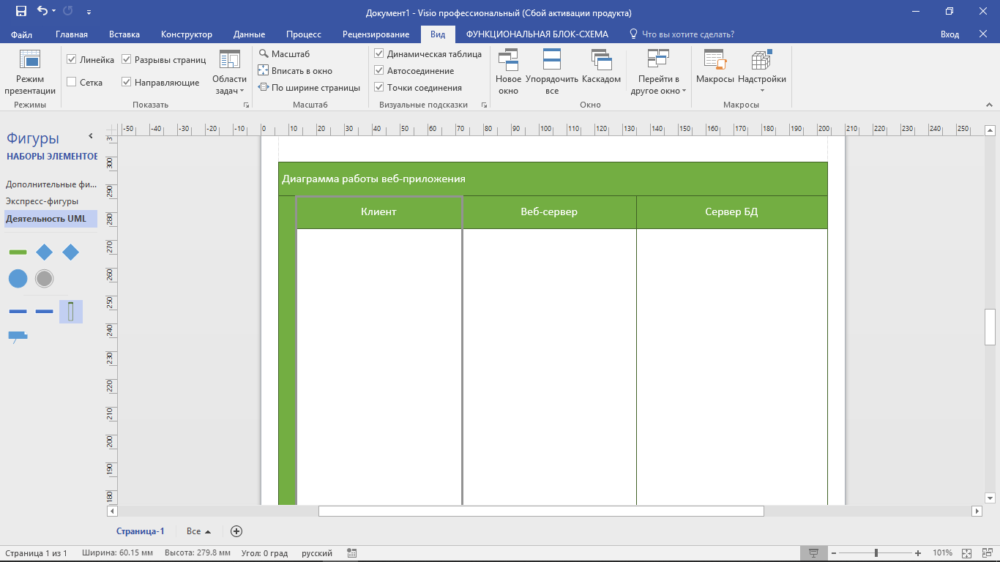 Документ1 - Visio профессиональный (Сбой активации продукта)
Файл Главная Вставка Конструктор Данные Процесс Рецензирование Вид ФУНКЦИОНАЛЬНАЯ БЛОК-СХЕМА Что вы хотите сделать? Вход
Режим презентации
Режимы
Линейка Разрывы страниц
Сетка Направляющие
Области задач
Показать
Масштаб
Вписать в окно
По ширине страницы
Масштаб
Динамическая таблица
Автосоединение
Точки соединения
Визуальные подсказки
Новое окно
Упорядочить все
Каскадом
Перейти в другое окно
Окно
Макросы
Надстройки
Макросы
Фигуры
НАБОРЫ ЭЛЕМЕНТОВ
Дополнительные фи...
Экспресс-фигуры
Деятельность UML
-50 -40 -30 -20 -10 0 10 20 30 40 50 60 70 80 90 100 110 120 130 140 150 160 170 180 190 200 210 220 230 240 250
300
290
280
270
260
250
240
230
220
210
200
190
180
Диаграмма работы веб-приложения
Клиент Веб-сервер Сервер БД
Страница-1 Все
Страница 1 из 1 Ширина: 60.15 мм Высота: 279.8 мм Угол: 0 град русский 101%